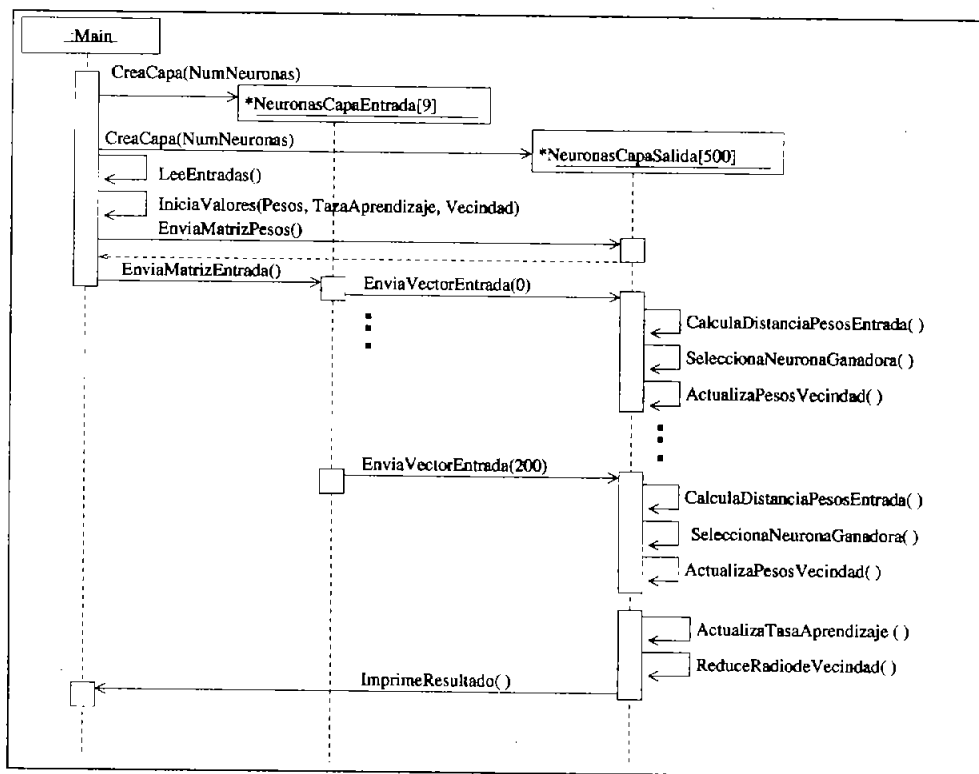 :Main
CreaCapa(NumNeuronas)
*NeuronasCapaEntrada[9]
CreaCapa(NumNeuronas)
*NeuronasCapaSalida[500]
LeeEntradas()
IniciaValores(Pesos, TazaAprendizaje, Vecindad)
EnviaMatrizPesos()
EnviaMatrizEntrada()
EnviaVectorEntrada(0)
CalculaDistanciaPesosEntrada( )
SeleccionaNeuronaGanadora( )
ActualizaPesosVecindad( )
EnviaVectorEntrada(200)
CalculaDistanciaPesosEntrada( )
SeleccionaNeuronaGanadora( )
ActualizaPesosVecindad( )
ActualizaTasaAprendizaje ( )
ReduceRadiodeVecindad( )
ImprimeResultado( )